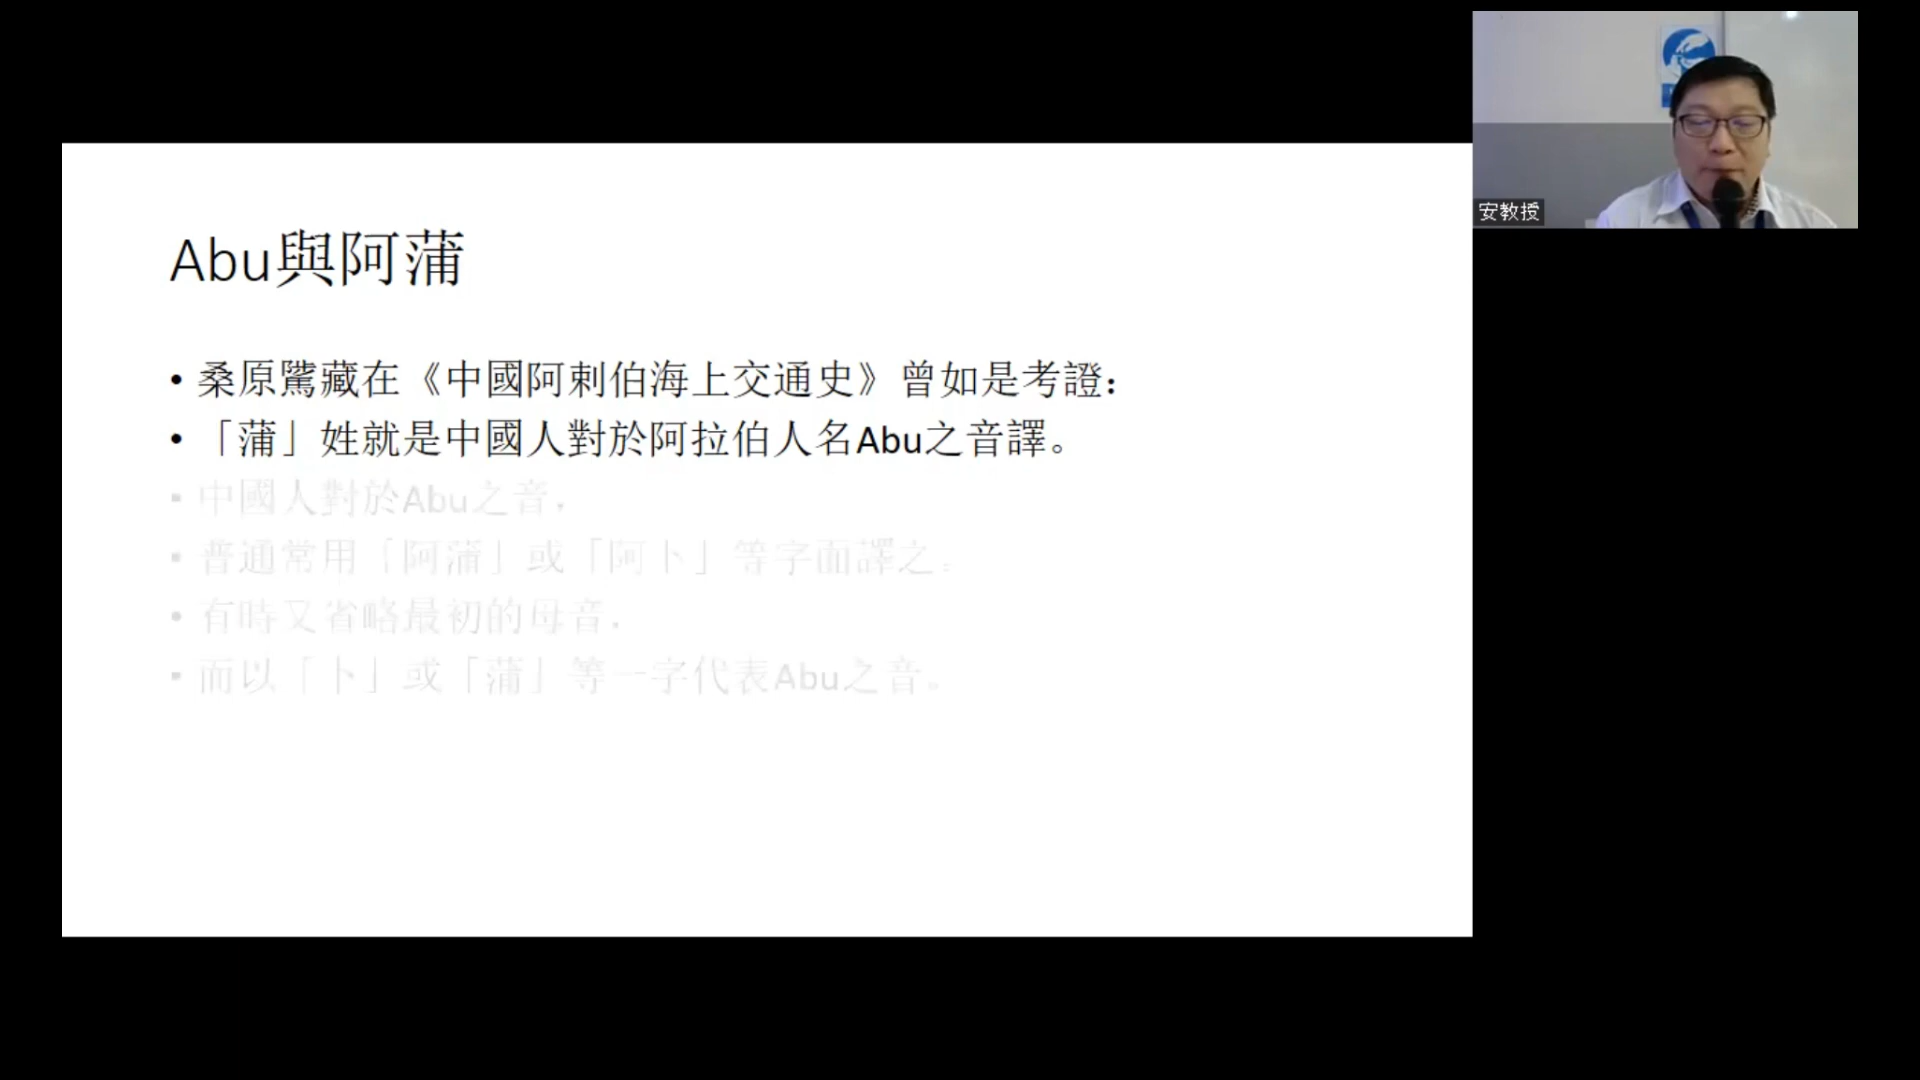 Abu與阿蒲
• 桑原騭藏在《中國阿剌伯海上交通史》曾如是考證：
• 「蒲」姓就是中國人對於阿拉伯人名Abu之音譯。
• 中國人對於Abu之音，
• 普通常用「阿蒲」或「阿卜」等字面譯之。
• 有時又省略最初的母音，
• 而以「卜」或「蒲」等一字代表Abu之音。
安教授